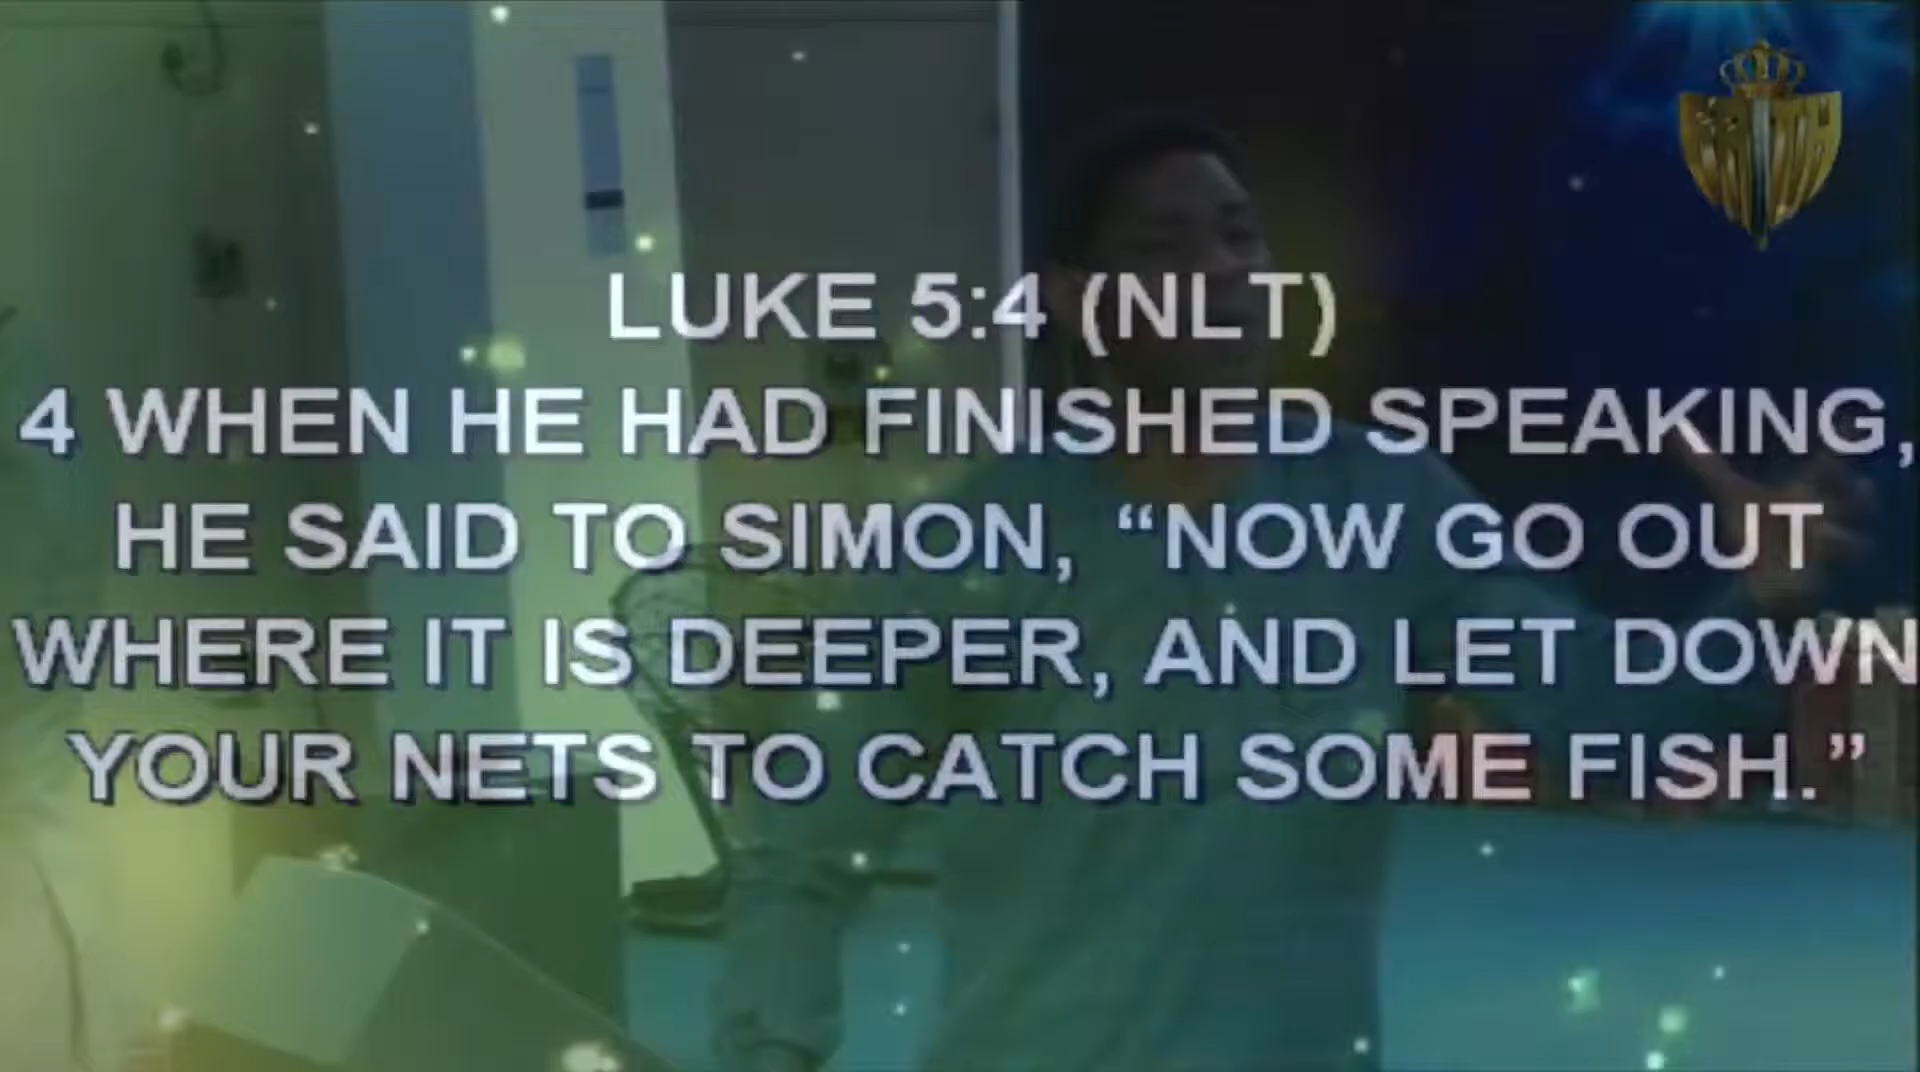 LUKE 5:4 (NLT)
4 WHEN HE HAD FINISHED SPEAKING,
HE SAID TO SIMON, “NOW GO OUT
WHERE IT IS DEEPER, AND LET DOWN
YOUR NETS TO CATCH SOME FISH.”